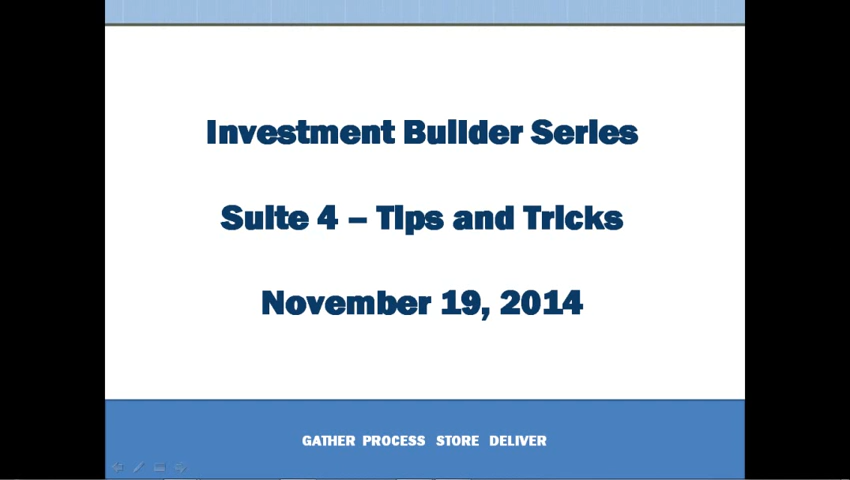 Investment Builder Series
Suite 4 – Tips and Tricks
November 19, 2014
GATHER PROCESS STORE DELIVER